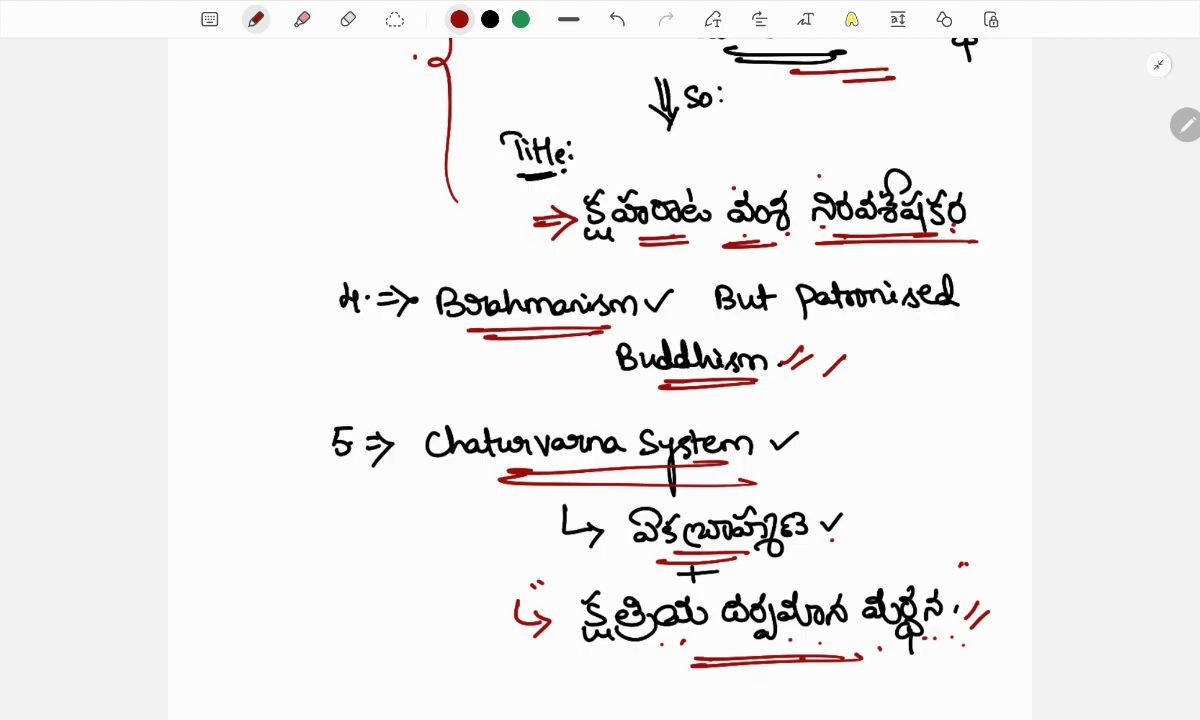 so:
Title:
⇒ క్షహరాట వంశ నిరవశేషకర
4. ⇒ Brahmanism ✓ But Patronised
Buddhism
5 ⇒ Chaturvarna System ✓
↳ ఏకబ్రాహ్మణ ✓
+
↳ క్షత్రియ దర్పమాన మర్ధన.